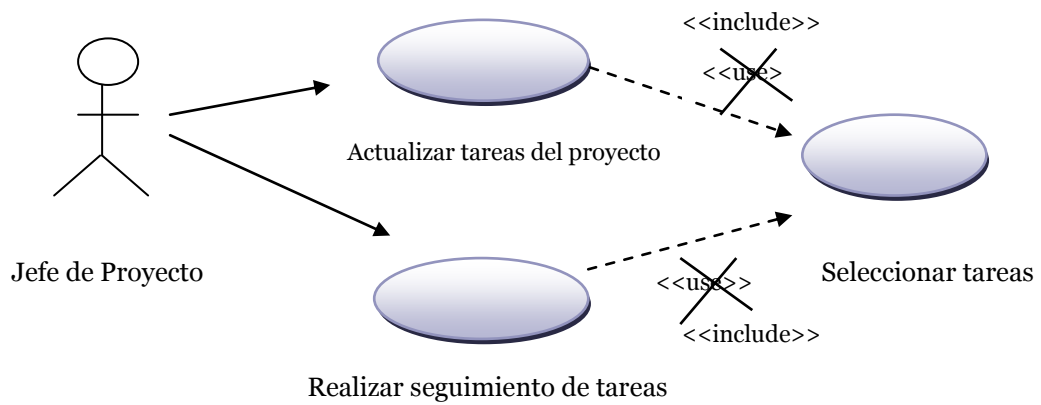 <<include>>
<<use>
Actualizar tareas del proyecto
Jefe de Proyecto
<<use>>
Seleccionar tareas
<<include>>
Realizar seguimiento de tareas